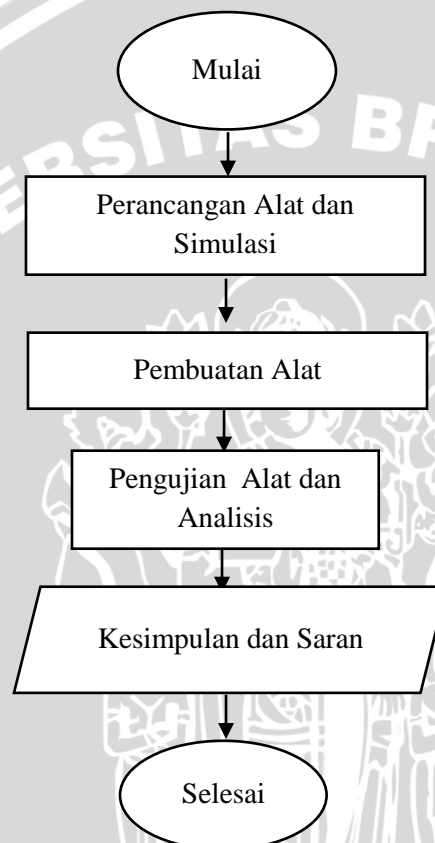 Mulai
Perancangan Alat dan
Simulasi
Pembuatan Alat
Pengujian Alat dan
Analisis
Kesimpulan dan Saran
Selesai